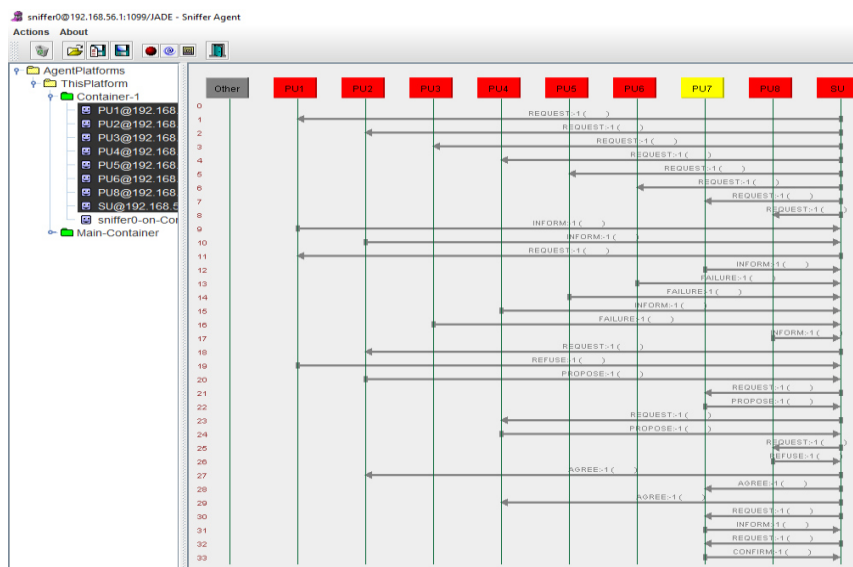 sniffer0@192.168.56.1:1099/JADE - Sniffer Agent
Actions About
AgentPlatforms
ThisPlatform
Container-1
PU1@192.168.
PU2@192.168.
PU3@192.168.
PU4@192.168.
PU5@192.168.
PU6@192.168.
PU8@192.168.
SU@192.168.5
sniffer0-on-Cor
Main-Container
Other PU1 PU2 PU3 PU4 PU5 PU6 PU7 PU8 SU
0
1 REQUEST:-1 ( )
2 REQUEST:-1 ( )
3 REQUEST:-1 ( )
4 REQUEST:-1 ( )
5 REQUEST:-1 ( )
6 REQUEST:-1 ( )
7 REQUEST:-1 ( )
8 REQUEST:-1 ( )
9 INFORM:-1 ( )
10 INFORM:-1 ( )
11 REQUEST:-1 ( )
12 INFORM:-1 ( )
13 FAILURE:-1 ( )
14 FAILURE:-1 ( )
15 INFORM:-1 ( )
16 FAILURE:-1 ( )
17 INFORM:-1 ( )
18 REQUEST:-1 ( )
19 REFUSE:-1 ( )
20 PROPOSE:-1 ( )
21 REQUEST:-1 ( )
22 PROPOSE:-1 ( )
23 REQUEST:-1 ( )
24 PROPOSE:-1 ( )
25 REQUEST:-1 ( )
26 REFUSE:-1 ( )
27 AGREE:-1 ( )
28 AGREE:-1 ( )
29 AGREE:-1 ( )
30 REQUEST:-1 ( )
31 INFORM:-1 ( )
32 REQUEST:-1 ( )
33 CONFIRM:-1 ( )